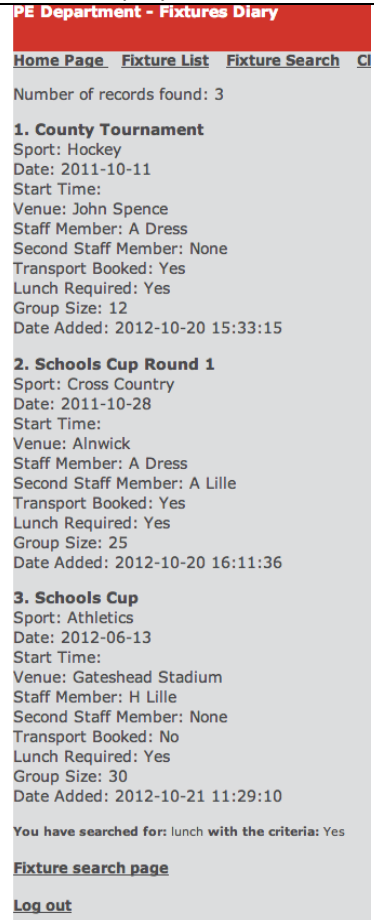 PE Department - Fixtures Diary
Home Page Fixture List Fixture Search Cl
Number of records found: 3
1. County Tournament
Sport: Hockey
Date: 2011-10-11
Start Time:
Venue: John Spence
Staff Member: A Dress
Second Staff Member: None
Transport Booked: Yes
Lunch Required: Yes
Group Size: 12
Date Added: 2012-10-20 15:33:15
2. Schools Cup Round 1
Sport: Cross Country
Date: 2011-10-28
Start Time:
Venue: Alnwick
Staff Member: A Dress
Second Staff Member: A Lille
Transport Booked: Yes
Lunch Required: Yes
Group Size: 25
Date Added: 2012-10-20 16:11:36
3. Schools Cup
Sport: Athletics
Date: 2012-06-13
Start Time:
Venue: Gateshead Stadium
Staff Member: H Lille
Second Staff Member: None
Transport Booked: No
Lunch Required: Yes
Group Size: 30
Date Added: 2012-10-21 11:29:10
You have searched for: lunch with the criteria: Yes
Fixture search page
Log out